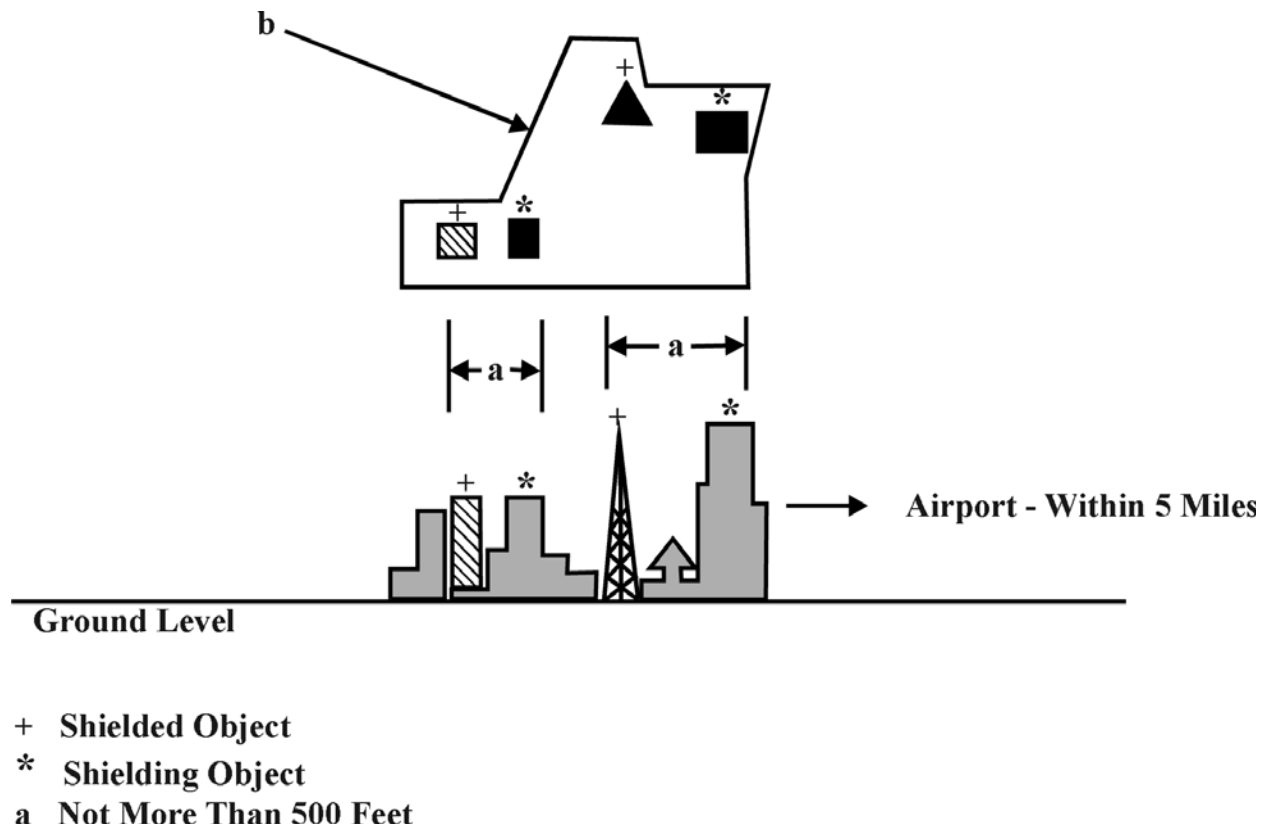 b
+
*
+
*
a
a
+
*
+
*
Airport - Within 5 Miles
Ground Level
+ Shielded Object
* Shielding Object
a Not More Than 500 Feet